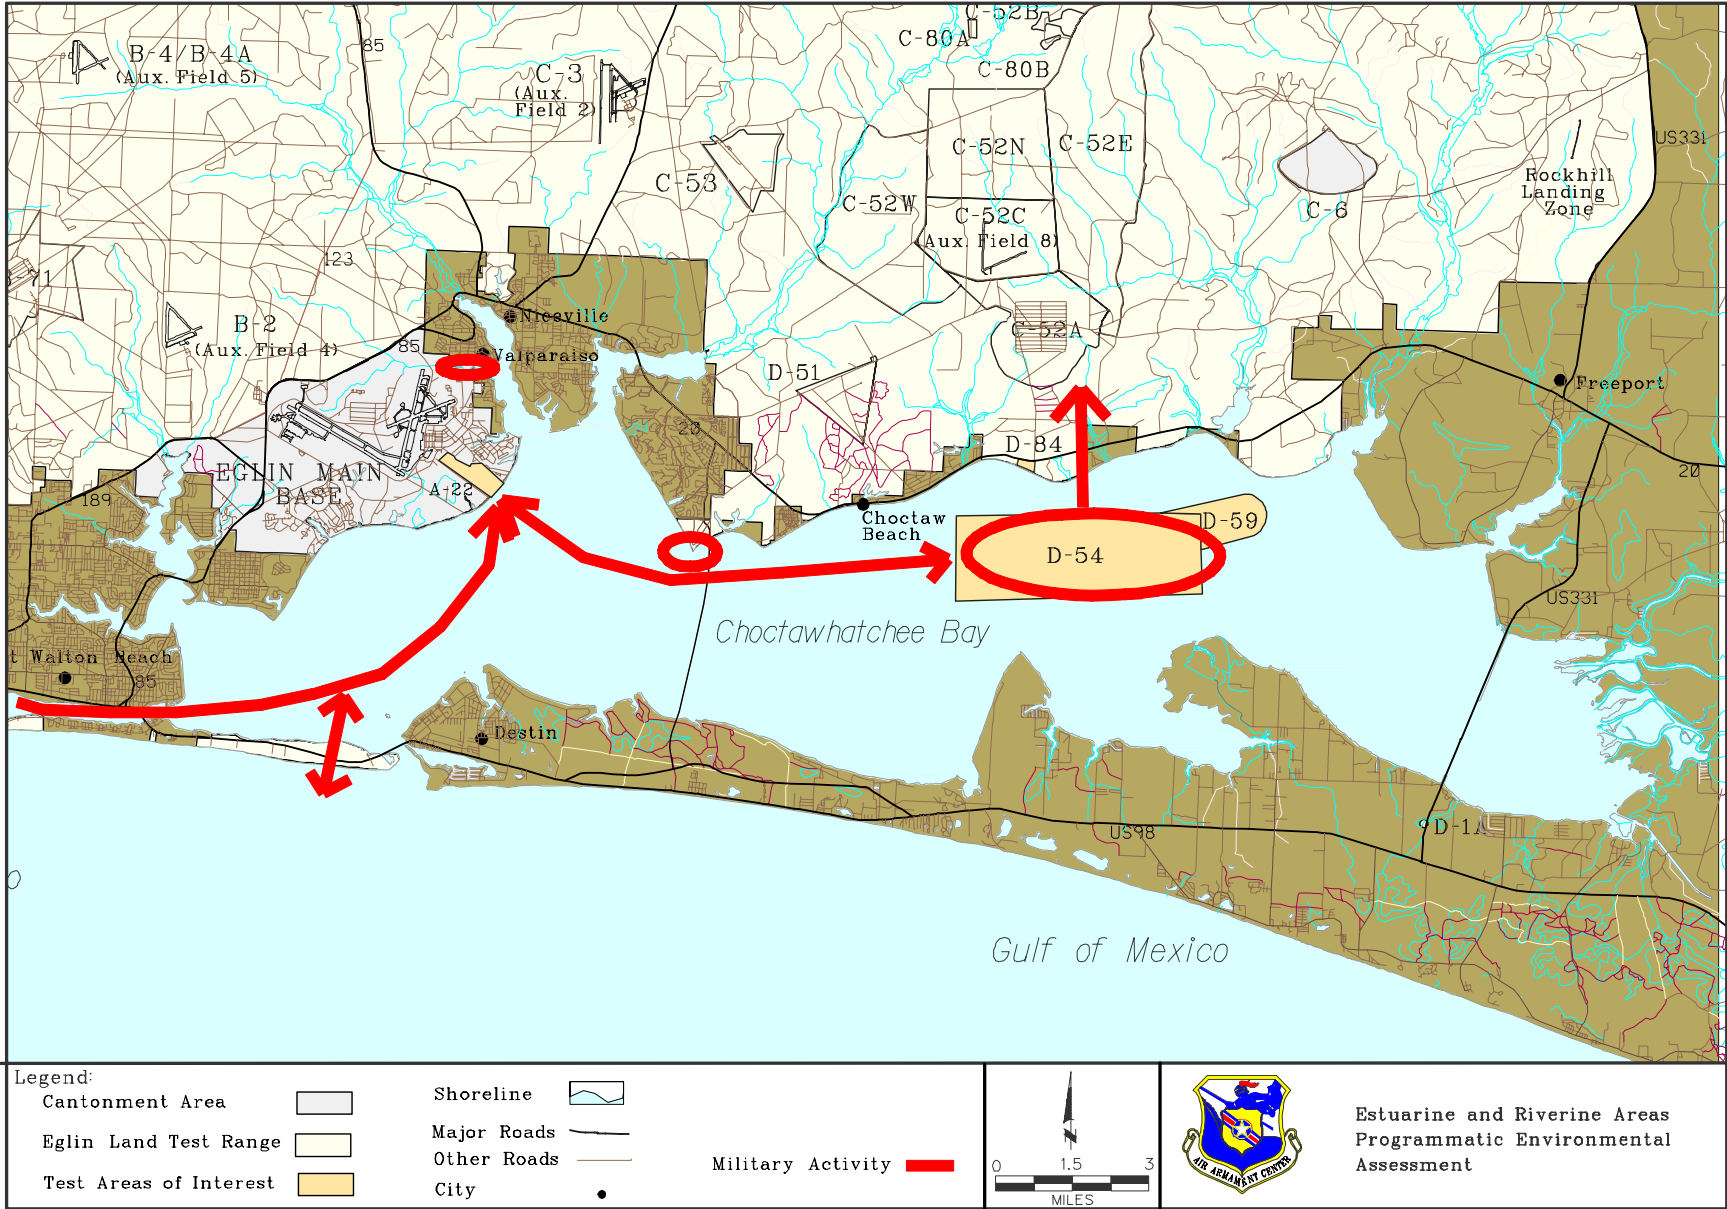 C-52B
C-80A
C-80B
B-4/B-4A
(Aux. Field 5)
85
C-3
(Aux.
Field 2)
US331
C-52N
C-52E
C-53
C-52W
C-52C
(Aux. Field 8)
C-6
Rockhill
Landing
Zone
123
71
B-2
(Aux. Field 4)
85
Niceville
Valparaiso
C-52A
D-51
Freeport
20
D-84
20
EGLIN MAIN
BASE
A-22
189
Choctaw
Beach
D-59
D-54
US331
Choctawhatchee Bay
t Walton Beach
85
Destin
US98
D-1A
Gulf of Mexico
Legend:
Cantonment Area
Eglin Land Test Range
Test Areas of Interest
Shoreline
Major Roads
Other Roads
City
Military Activity
N
0 1.5 3
MILES
AIR ARMAMENT CENTER
Estuarine and Riverine Areas
Programmatic Environmental
Assessment